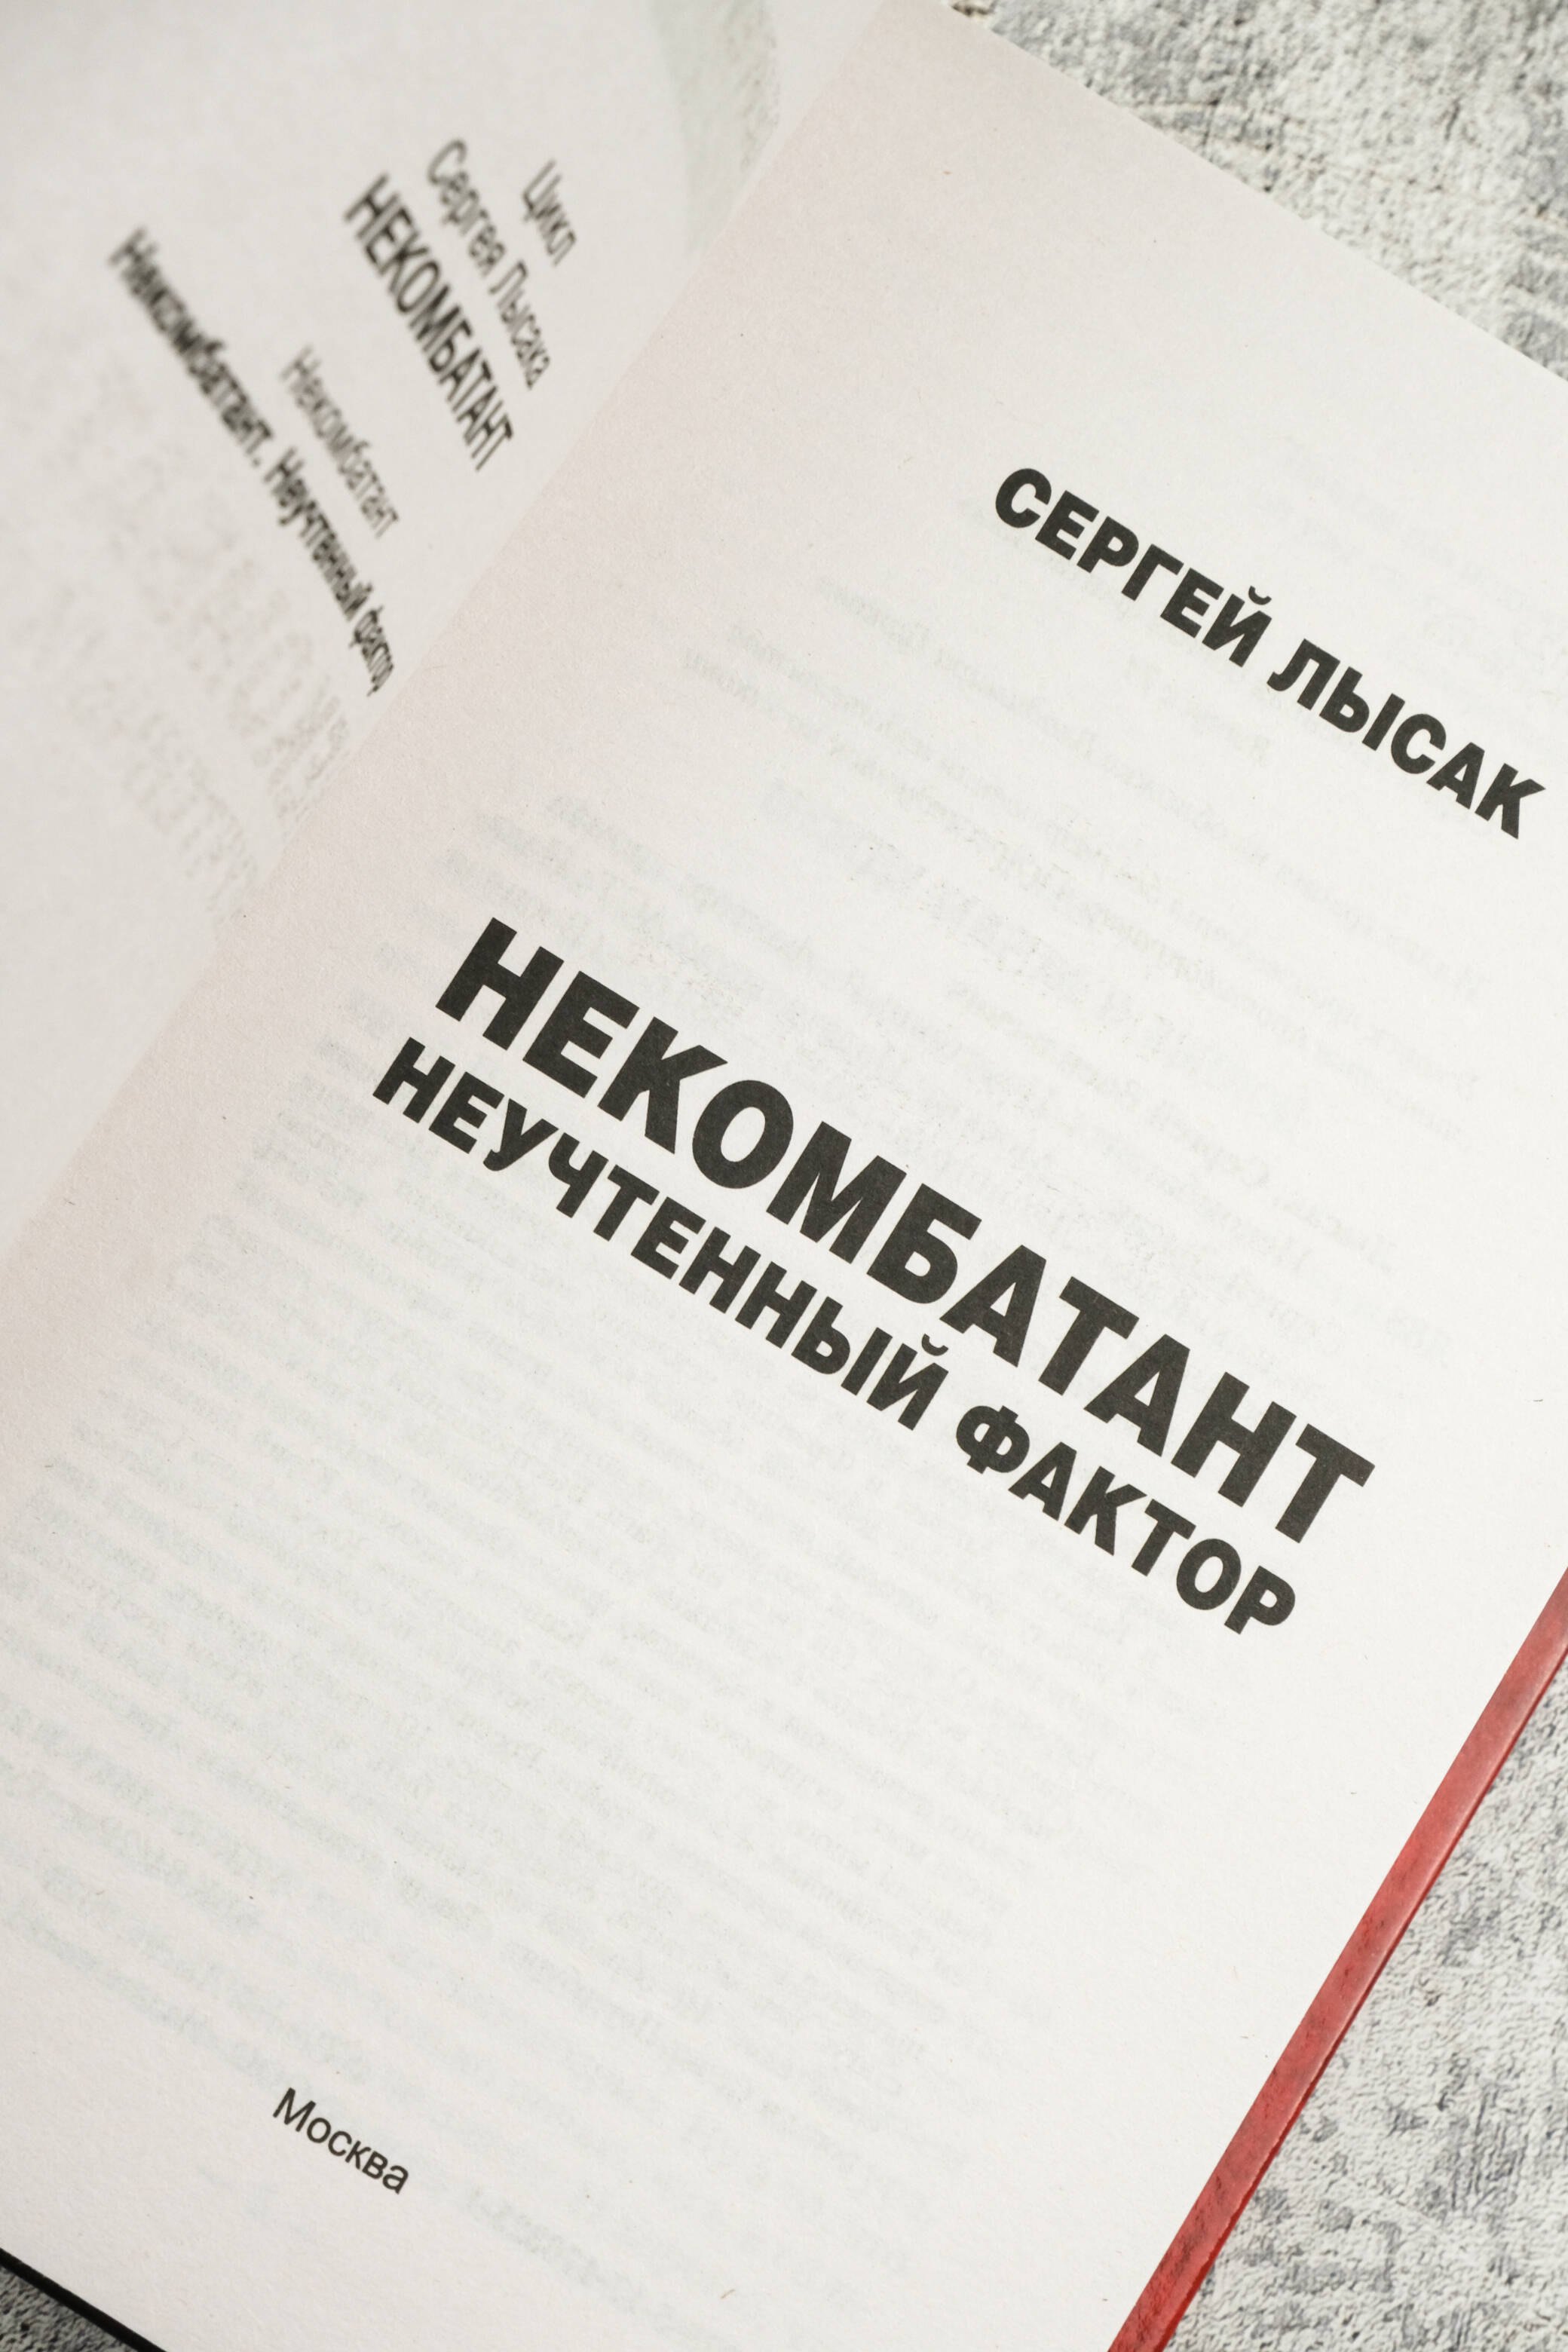 Цикл
Сергея Лысака
НЕКОМБАТАНТ
Некомбатант
Некомбатант. Неучтенный фактор
СЕРГЕЙ ЛЫСАК
НЕКОМБАТАНТ
НЕУЧТЕННЫЙ ФАКТОР
Москва